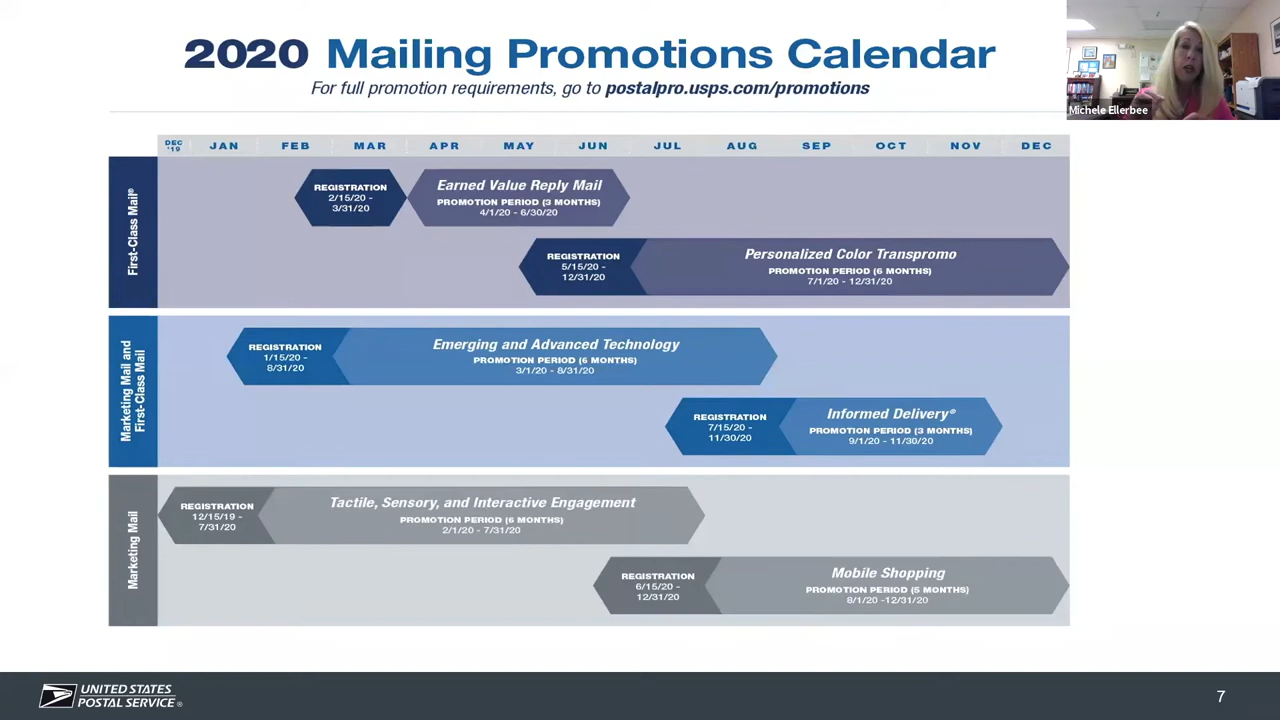 2020 Mailing Promotions Calendar
For full promotion requirements, go to postalpro.usps.com/promotions
Michele Ellerbee
DEC '19 JAN FEB MAR APR MAY JUN JUL AUG SEP OCT NOV DEC
First-Class Mail®
REGISTRATION
2/15/20 -
3/31/20
Earned Value Reply Mail
PROMOTION PERIOD (3 MONTHS)
4/1/20 - 6/30/20
REGISTRATION
5/15/20 -
12/31/20
Personalized Color Transpromo
PROMOTION PERIOD (6 MONTHS)
7/1/20 - 12/31/20
Marketing Mail and
First-Class Mail
REGISTRATION
1/15/20 -
8/31/20
Emerging and Advanced Technology
PROMOTION PERIOD (6 MONTHS)
3/1/20 - 8/31/20
REGISTRATION
7/15/20 -
11/30/20
Informed Delivery®
PROMOTION PERIOD (3 MONTHS)
9/1/20 - 11/30/20
Marketing Mail
REGISTRATION
12/15/19 -
7/31/20
Tactile, Sensory, and Interactive Engagement
PROMOTION PERIOD (6 MONTHS)
2/1/20 - 7/31/20
REGISTRATION
6/15/20 -
12/31/20
Mobile Shopping
PROMOTION PERIOD (5 MONTHS)
8/1/20 -12/31/20
UNITED STATES
POSTAL SERVICE®
7